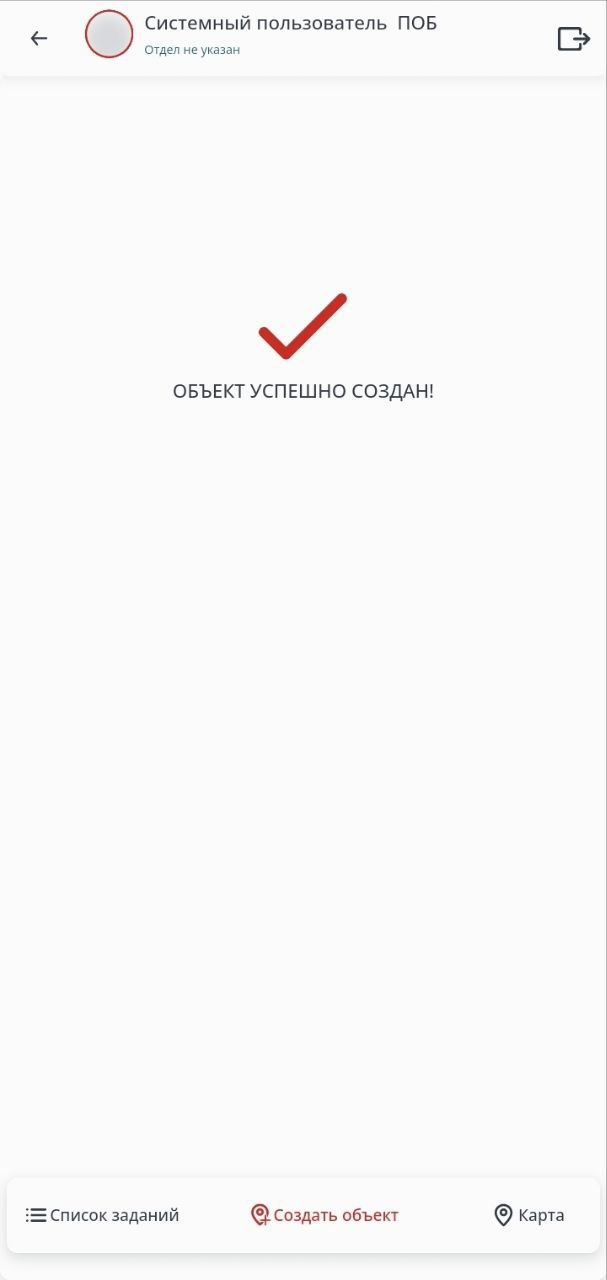 Системный пользователь ПОБ
Отдел не указан
ОБЪЕКТ УСПЕШНО СОЗДАН!
Список заданий
Создать объект
Карта